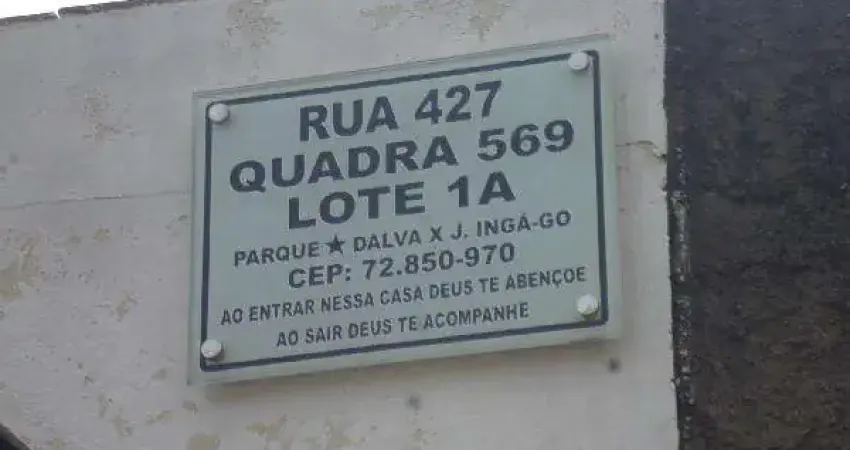 RUA 427
QUADRA 569
LOTE 1A
PARQUE ★ DALVA X J. INGÁ-GO
CEP: 72.850-970
AO ENTRAR NESSA CASA DEUS TE ABENÇOE
AO SAIR DEUS TE ACOMPANHE